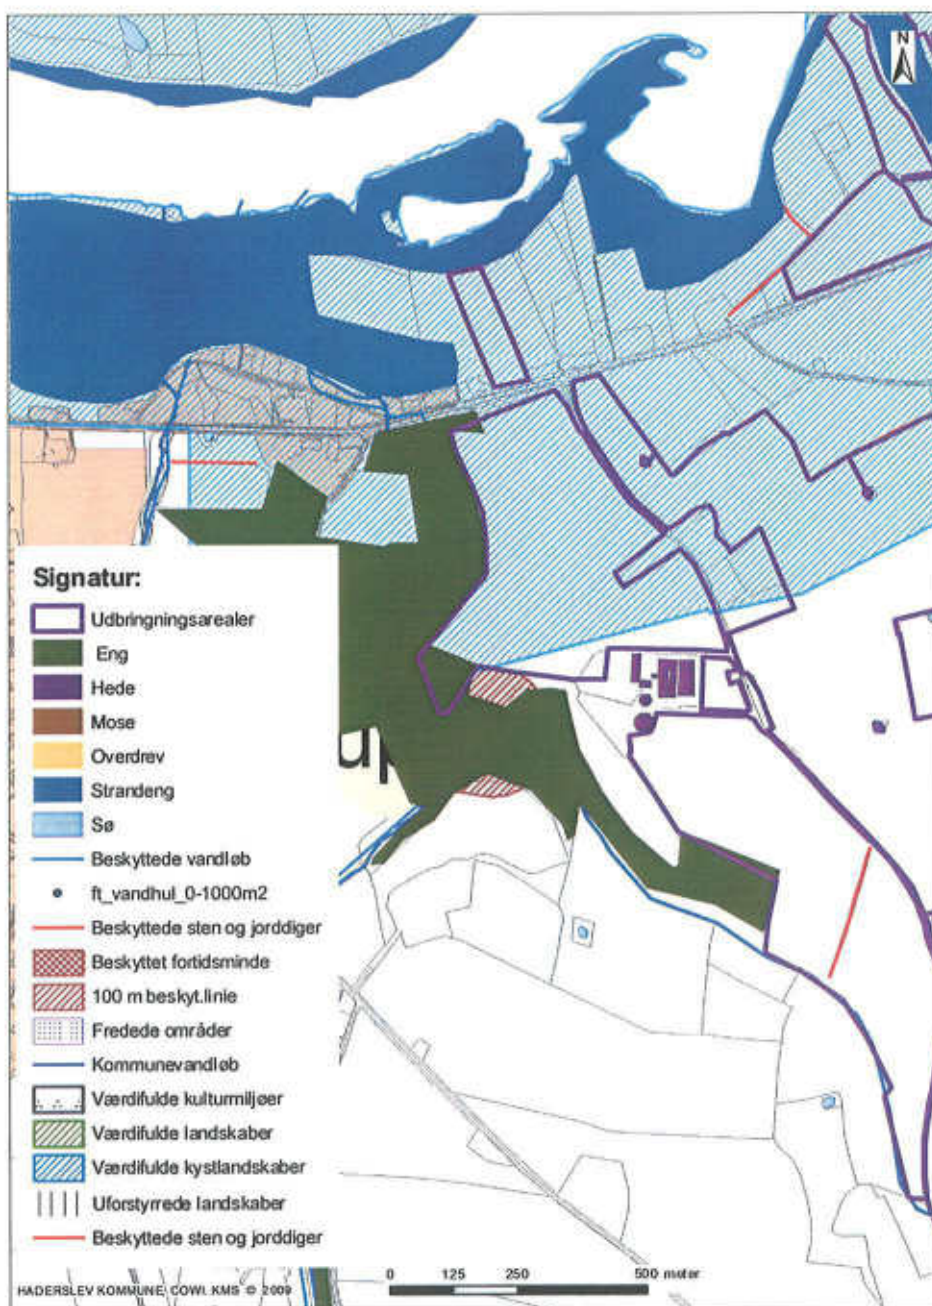 N
Signatur:
Udbringningsarealer
Eng
Hede
Mose
Overdrev
Strandeng
Sø
Beskyttede vandløb
ft_vandhul_0-1000m2
Beskyttede sten og jorddiger
Beskyttet fortidsminde
100 m beskyt.linie
Fredede områder
Kommunevandløb
Værdifulde kulturmiljøer
Værdifulde landskaber
Værdifulde kystlandskaber
Uforstyrrede landskaber
Beskyttede sten og jorddiger
0 125 250 500 meter
HADERSLEV KOMMUNE, COWI, KMS © 2009